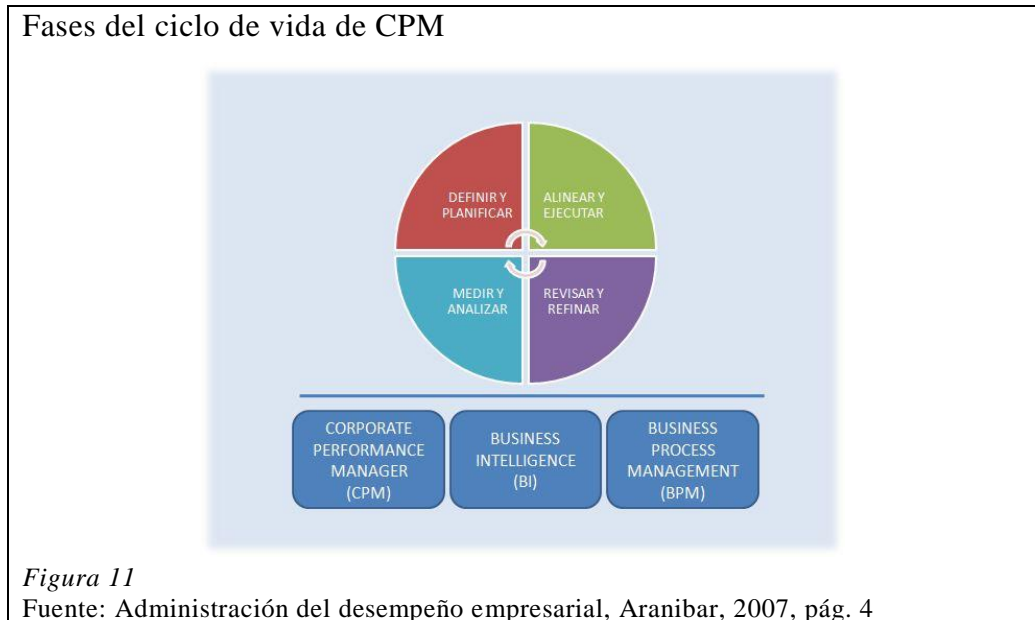 Fases del ciclo de vida de CPM
DEFINIR Y
PLANIFICAR
ALINEAR Y
EJECUTAR
MEDIR Y
ANALIZAR
REVISAR Y
REFINAR
CORPORATE
PERFORMANCE
MANAGER
(CPM)
BUSINESS
INTELLIGENCE
(BI)
BUSINESS
PROCESS
MANAGEMENT
(BPM)
Figura 11
Fuente: Administración del desempeño empresarial, Aranibar, 2007, pág. 4